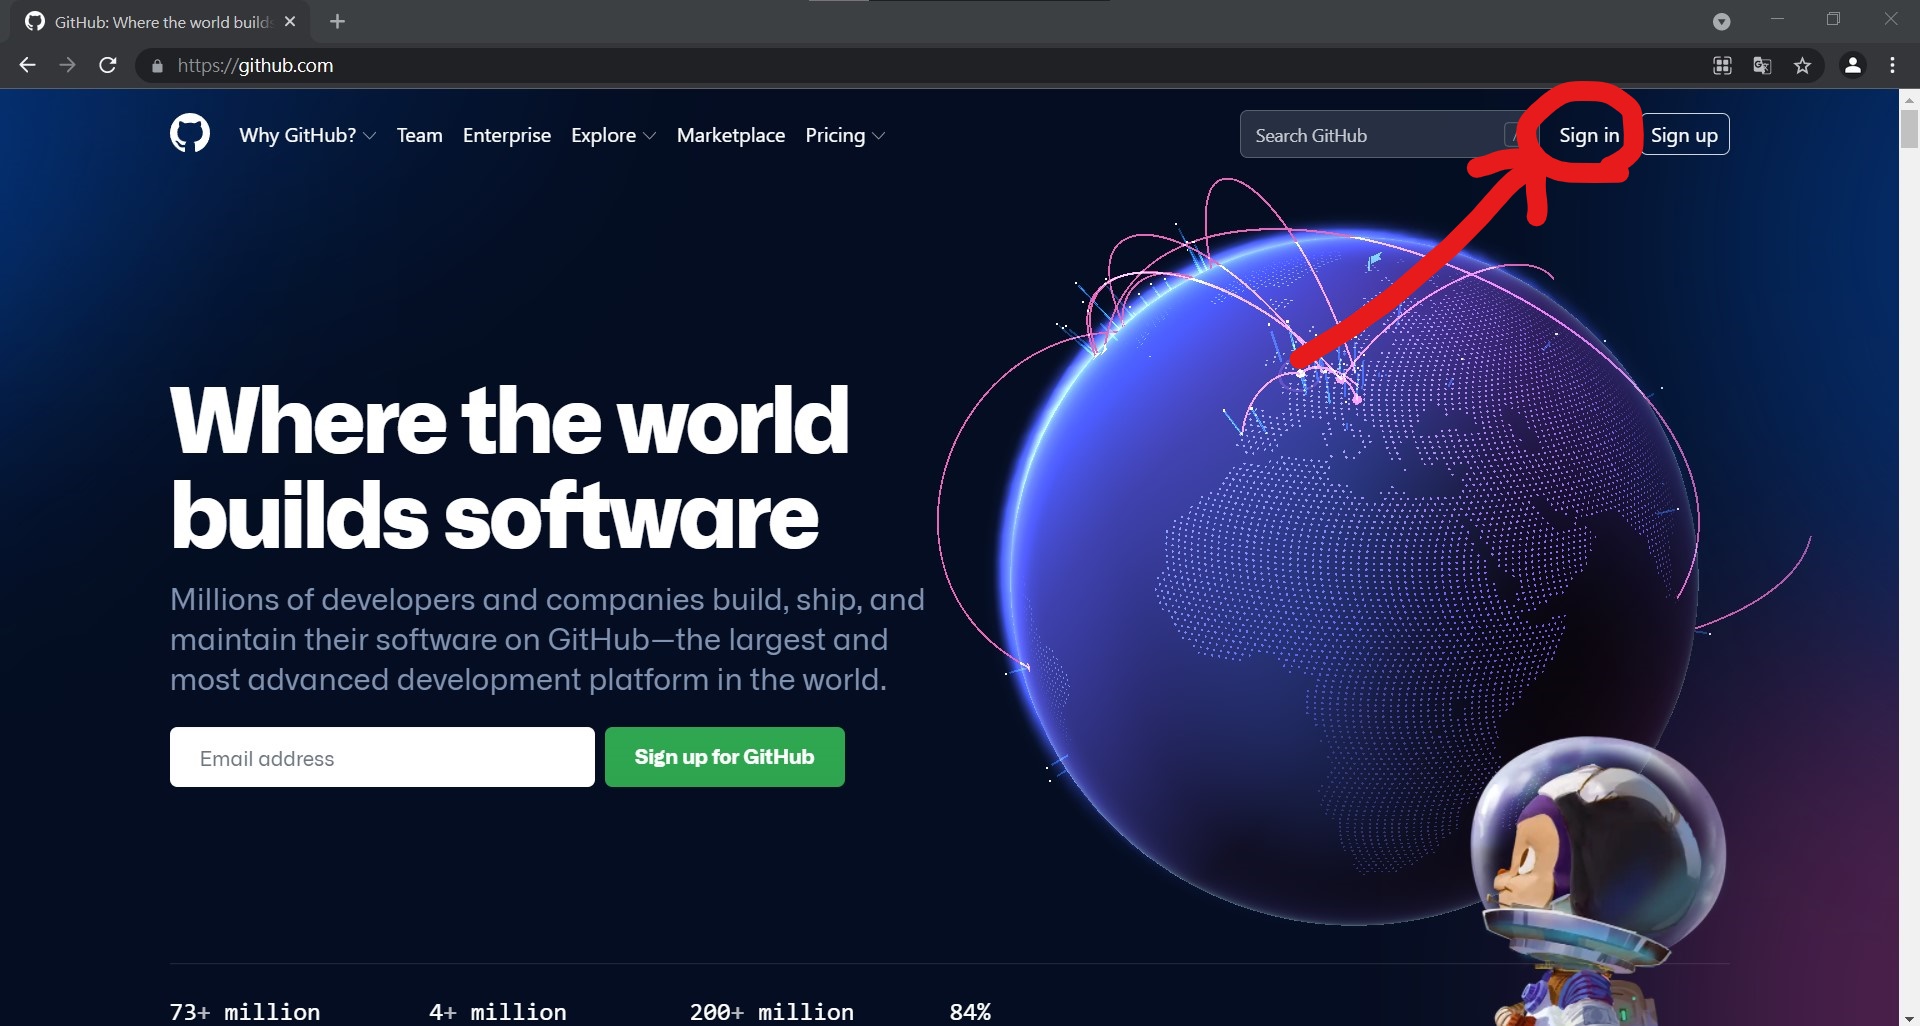 GitHub: Where the world builds
https://github.com
Why GitHub? Team Enterprise Explore Marketplace Pricing
Search GitHub /
Sign in
Sign up
Where the world
builds software
Millions of developers and companies build, ship, and
maintain their software on GitHub—the largest and
most advanced development platform in the world.
Email address
Sign up for GitHub
73+ million 4+ million 200+ million 84%